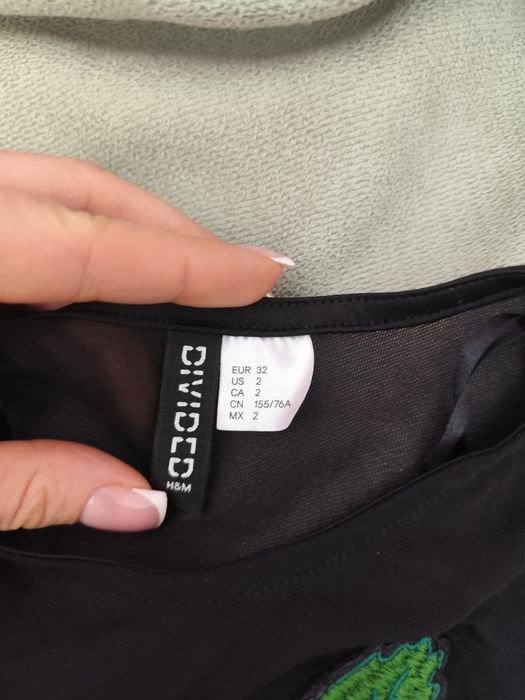 DIVIDED
H&M
EUR 32
US 2
CA 2
CN 155/76A
MX 2